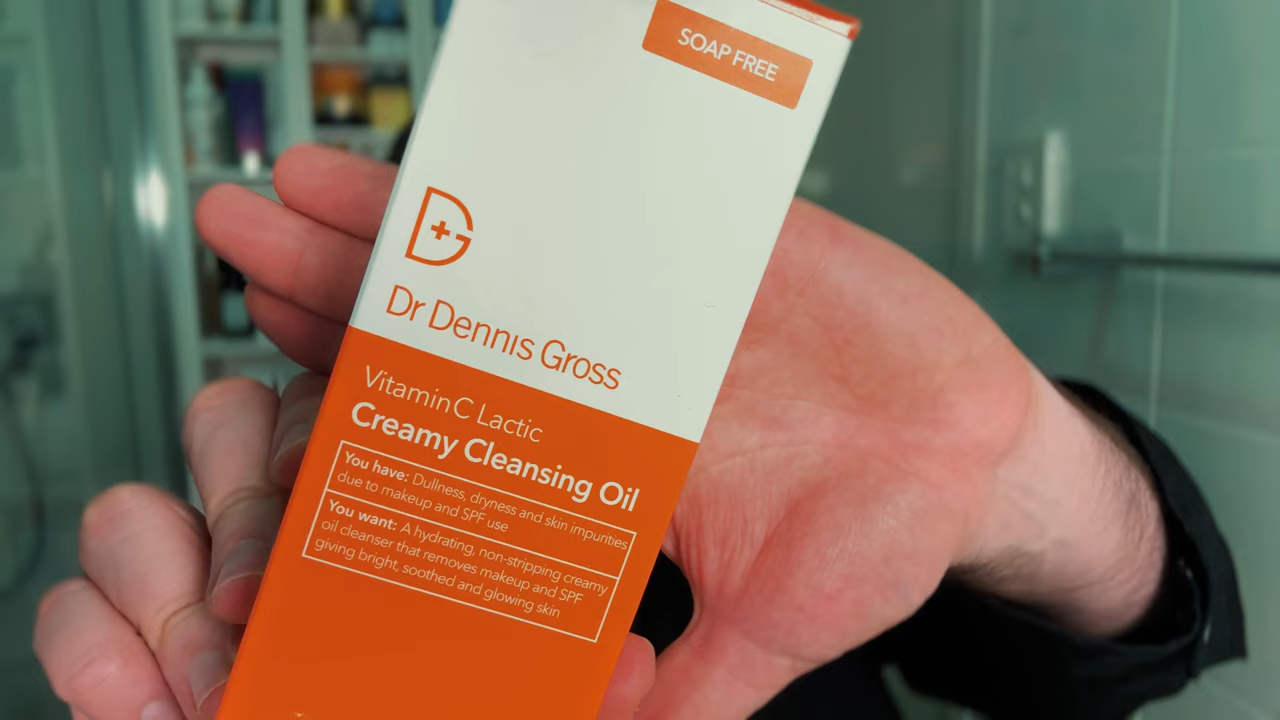 SOAP FREE
Dr Dennis Gross
Vitamin C Lactic
Creamy Cleansing Oil
You have: Dullness, dryness and skin impurities
due to makeup and SPF use
You want: A hydrating, non-stripping creamy
oil cleanser that removes makeup and SPF
giving bright, soothed and glowing skin